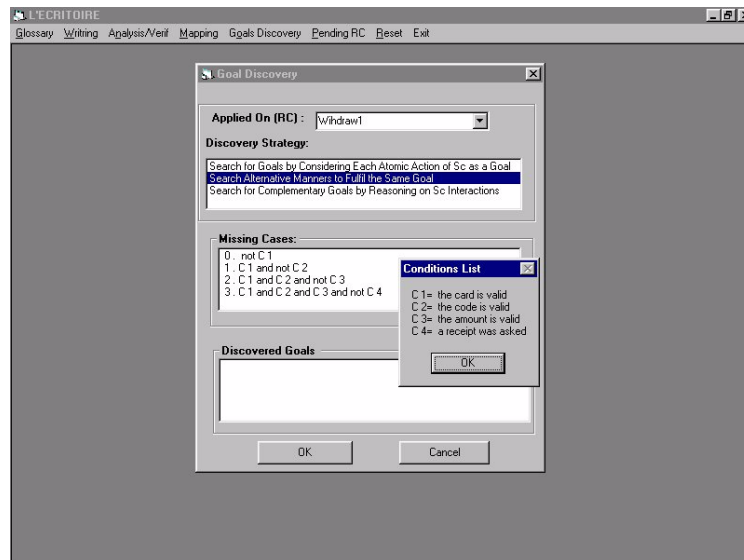 L'ECRITOIRE
Glossary Writring Analysis/Verif Mapping Goals Discovery Pending RC Reset Exit
Goal Discovery
Applied On (RC) : Wihdraw1
Discovery Strategy:
Search for Goals by Considering Each Atomic Action of Sc as a Goal
Search Alternative Manners to Fulfil the Same Goal
Search for Complementary Goals by Reasoning on Sc Interactions
Missing Cases:
0 . not C 1
1 . C 1 and not C 2
2 . C 1 and C 2 and not C 3
3 . C 1 and C 2 and C 3 and not C 4
Conditions List
C 1= the card is valid
C 2= the code is valid
C 3= the amount is valid
C 4= a receipt was asked
OK
Discovered Goals
OK Cancel